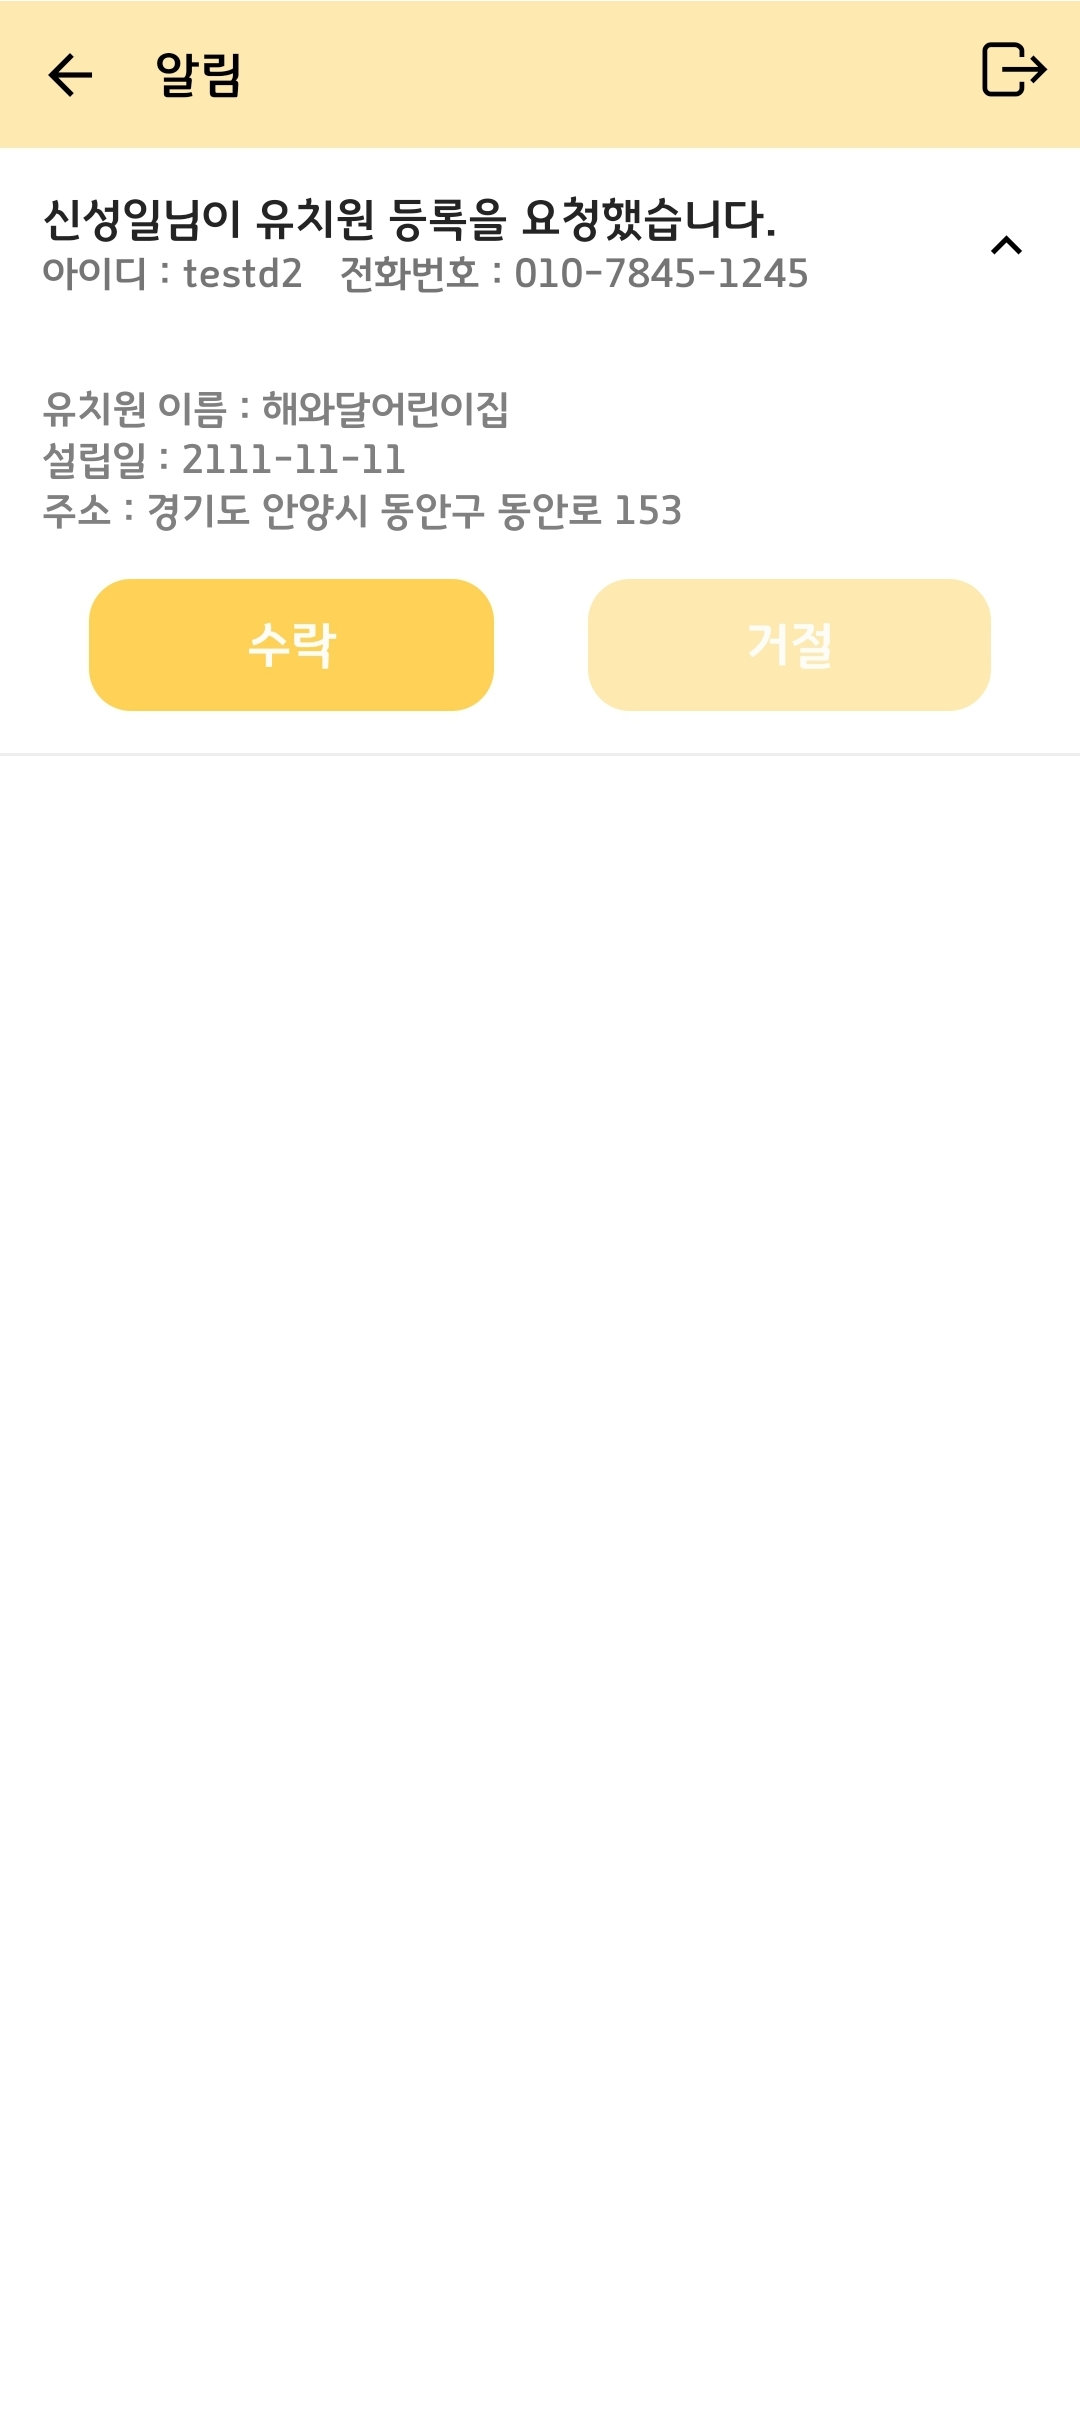 알림
신성일님이 유치원 등록을 요청했습니다.
아이디 : testd2 전화번호 : 010-7845-1245
유치원 이름 : 해와달어린이집
설립일 : 2111-11-11
주소 : 경기도 안양시 동안구 동안로 153
수락 거절